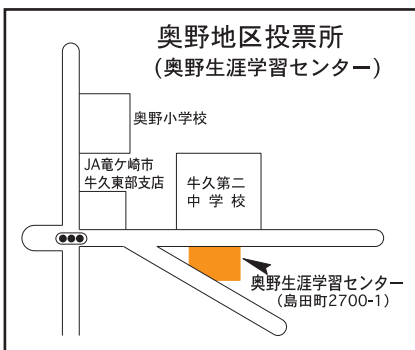 奥野地区投票所
(奥野生涯学習センター)
奥野小学校
JA竜ケ崎市
牛久東部支店
牛久第二
中学校
奥野生涯学習センター
(島田町2700-1)